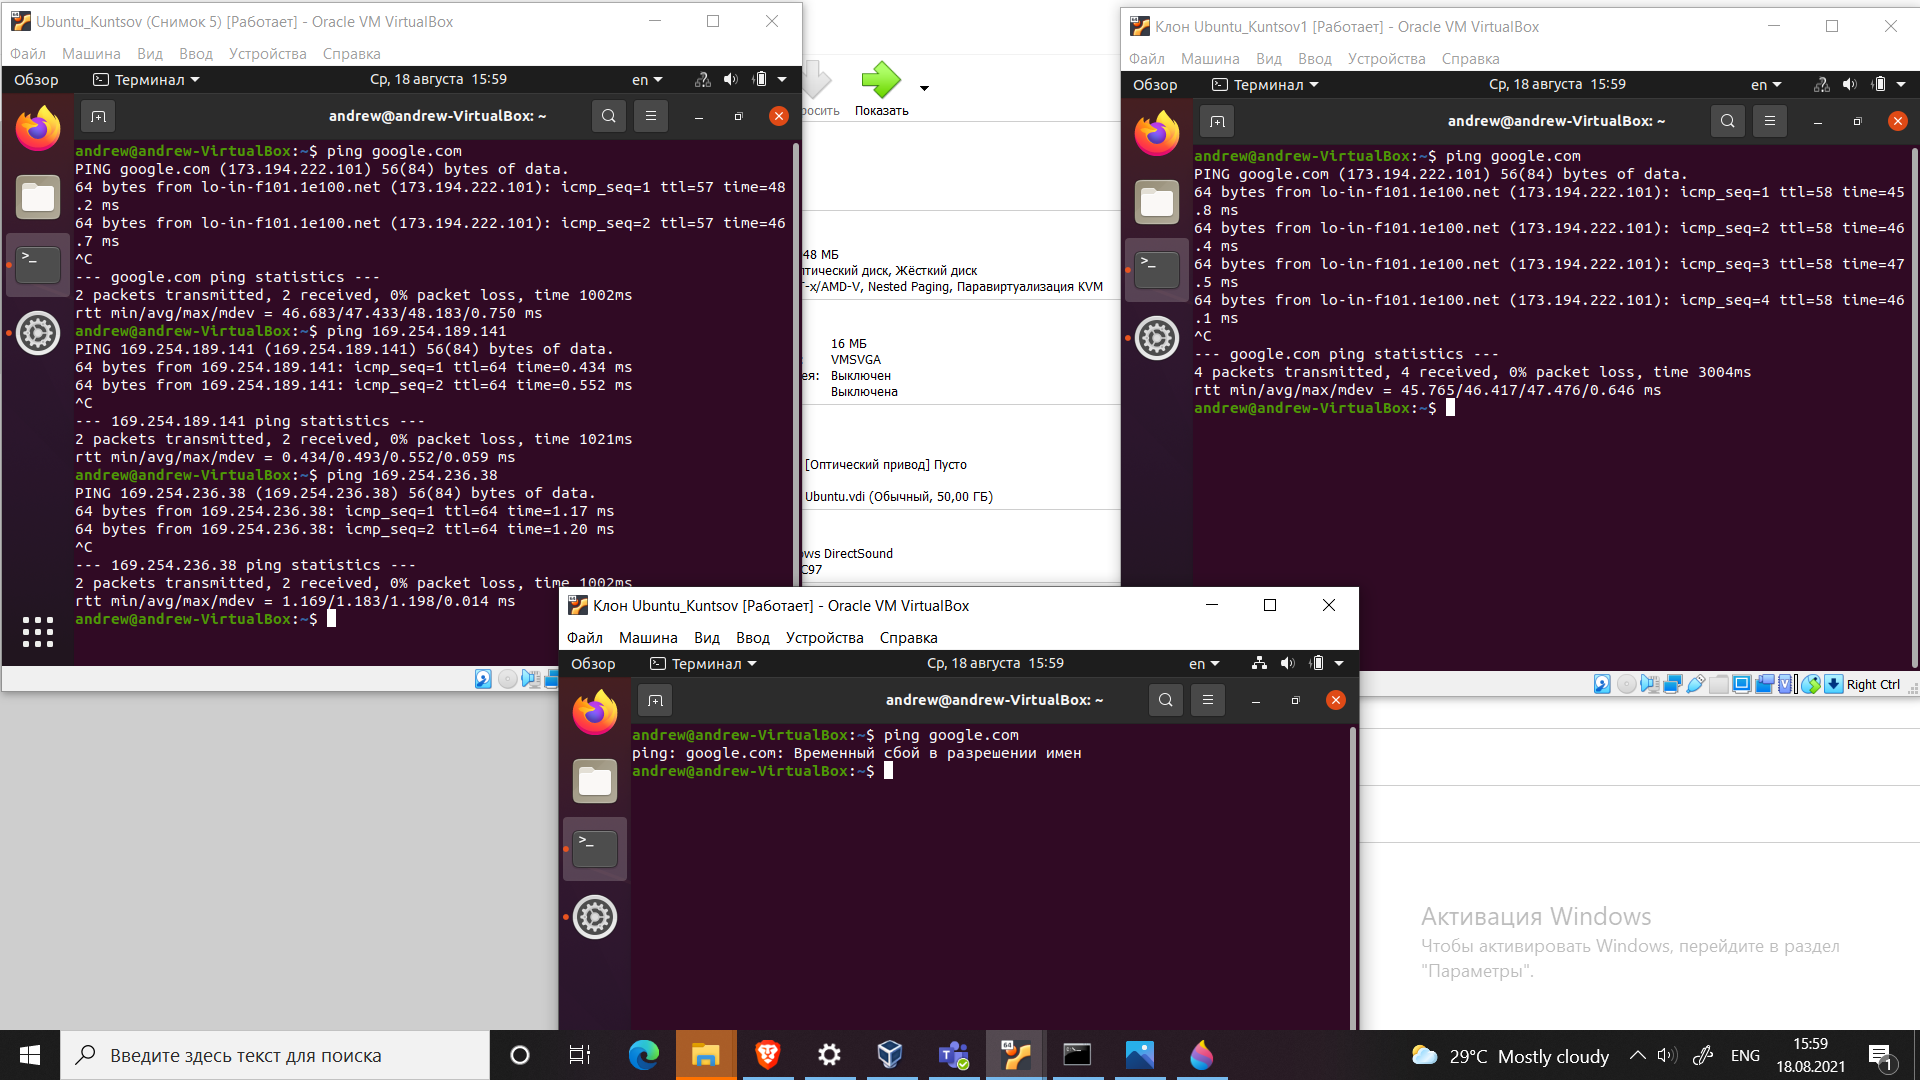 Ubuntu_Kuntsov (Снимок 5) [Работает] - Oracle VM VirtualBox
Файл Машина Вид Ввод Устройства Справка
Обзор Терминал Ср, 18 августа 15:59 en
andrew@andrew-VirtualBox: ~
andrew@andrew-VirtualBox:~$ ping google.com
PING google.com (173.194.222.101) 56(84) bytes of data.
64 bytes from lo-in-f101.1e100.net (173.194.222.101): icmp_seq=1 ttl=57 time=48
.2 ms
64 bytes from lo-in-f101.1e100.net (173.194.222.101): icmp_seq=2 ttl=57 time=46
.7 ms
^C
--- google.com ping statistics ---
2 packets transmitted, 2 received, 0% packet loss, time 1002ms
rtt min/avg/max/mdev = 46.683/47.433/48.183/0.750 ms
andrew@andrew-VirtualBox:~$ ping 169.254.189.141
PING 169.254.189.141 (169.254.189.141) 56(84) bytes of data.
64 bytes from 169.254.189.141: icmp_seq=1 ttl=64 time=0.434 ms
64 bytes from 169.254.189.141: icmp_seq=2 ttl=64 time=0.552 ms
^C
--- 169.254.189.141 ping statistics ---
2 packets transmitted, 2 received, 0% packet loss, time 1021ms
rtt min/avg/max/mdev = 0.434/0.493/0.552/0.059 ms
andrew@andrew-VirtualBox:~$ ping 169.254.236.38
PING 169.254.236.38 (169.254.236.38) 56(84) bytes of data.
64 bytes from 169.254.236.38: icmp_seq=1 ttl=64 time=1.17 ms
64 bytes from 169.254.236.38: icmp_seq=2 ttl=64 time=1.20 ms
^C
--- 169.254.236.38 ping statistics ---
2 packets transmitted, 2 received, 0% packet loss, time 1002ms
rtt min/avg/max/mdev = 1.169/1.183/1.198/0.014 ms
andrew@andrew-VirtualBox:~$
росить Показать
48 МБ
тический диск, Жёсткий диск
T-x/AMD-V, Nested Paging, Паравиртуализация KVM
16 МБ
VMSVGA
ея: Выключен
Выключена
[Оптический привод] Пусто
Ubuntu.vdi (Обычный, 50,00 ГБ)
ows DirectSound
C97
Клон Ubuntu_Kuntsov1 [Работает] - Oracle VM VirtualBox
Файл Машина Вид Ввод Устройства Справка
Обзор Терминал Ср, 18 августа 15:59 en
andrew@andrew-VirtualBox: ~
andrew@andrew-VirtualBox:~$ ping google.com
PING google.com (173.194.222.101) 56(84) bytes of data.
64 bytes from lo-in-f101.1e100.net (173.194.222.101): icmp_seq=1 ttl=58 time=45
.8 ms
64 bytes from lo-in-f101.1e100.net (173.194.222.101): icmp_seq=2 ttl=58 time=46
.4 ms
64 bytes from lo-in-f101.1e100.net (173.194.222.101): icmp_seq=3 ttl=58 time=47
.5 ms
64 bytes from lo-in-f101.1e100.net (173.194.222.101): icmp_seq=4 ttl=58 time=46
.1 ms
^C
--- google.com ping statistics ---
4 packets transmitted, 4 received, 0% packet loss, time 3004ms
rtt min/avg/max/mdev = 45.765/46.417/47.476/0.646 ms
andrew@andrew-VirtualBox:~$
Right Ctrl
Клон Ubuntu_Kuntsov [Работает] - Oracle VM VirtualBox
Файл Машина Вид Ввод Устройства Справка
Обзор Терминал Ср, 18 августа 15:59 en
andrew@andrew-VirtualBox: ~
andrew@andrew-VirtualBox:~$ ping google.com
ping: google.com: Временный сбой в разрешении имен
andrew@andrew-VirtualBox:~$
Активация Windows
Чтобы активировать Windows, перейдите в раздел
"Параметры".
Введите здесь текст для поиска
29°C Mostly cloudy
ENG
15:59
18.08.2021
1